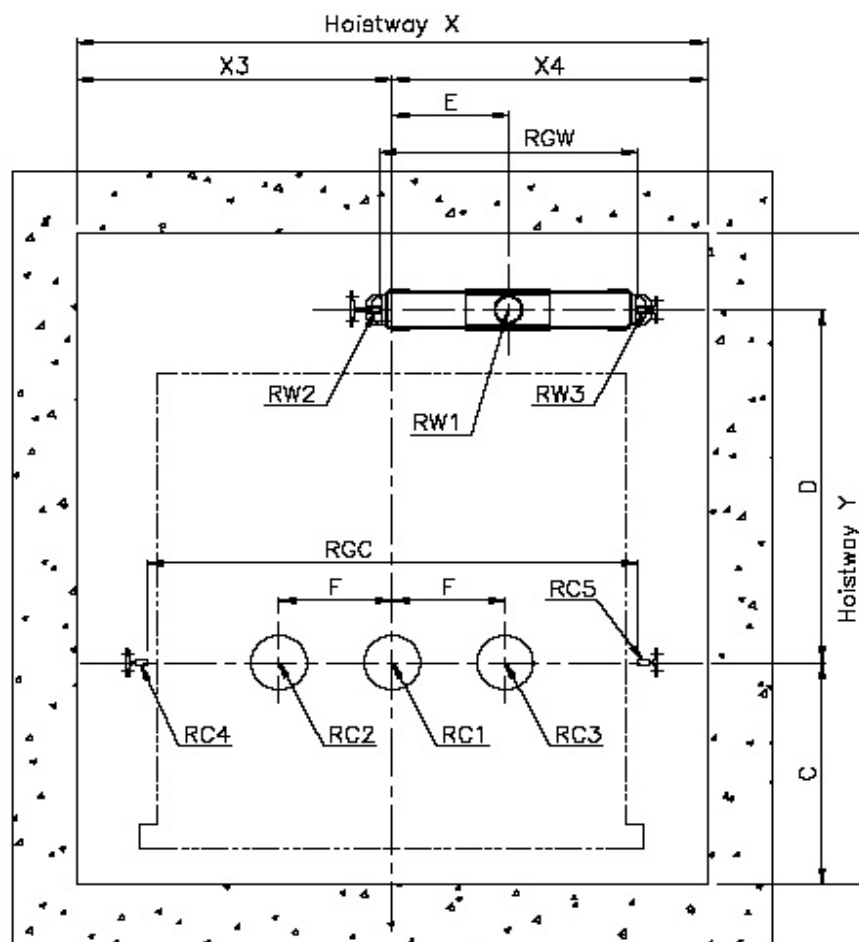 Hoistway X
X3
X4
E
RGW
RW2
RW1
RW3
D
Hoistway Y
RGC
F
F
RC5
RC4
RC2
RC1
RC3
C